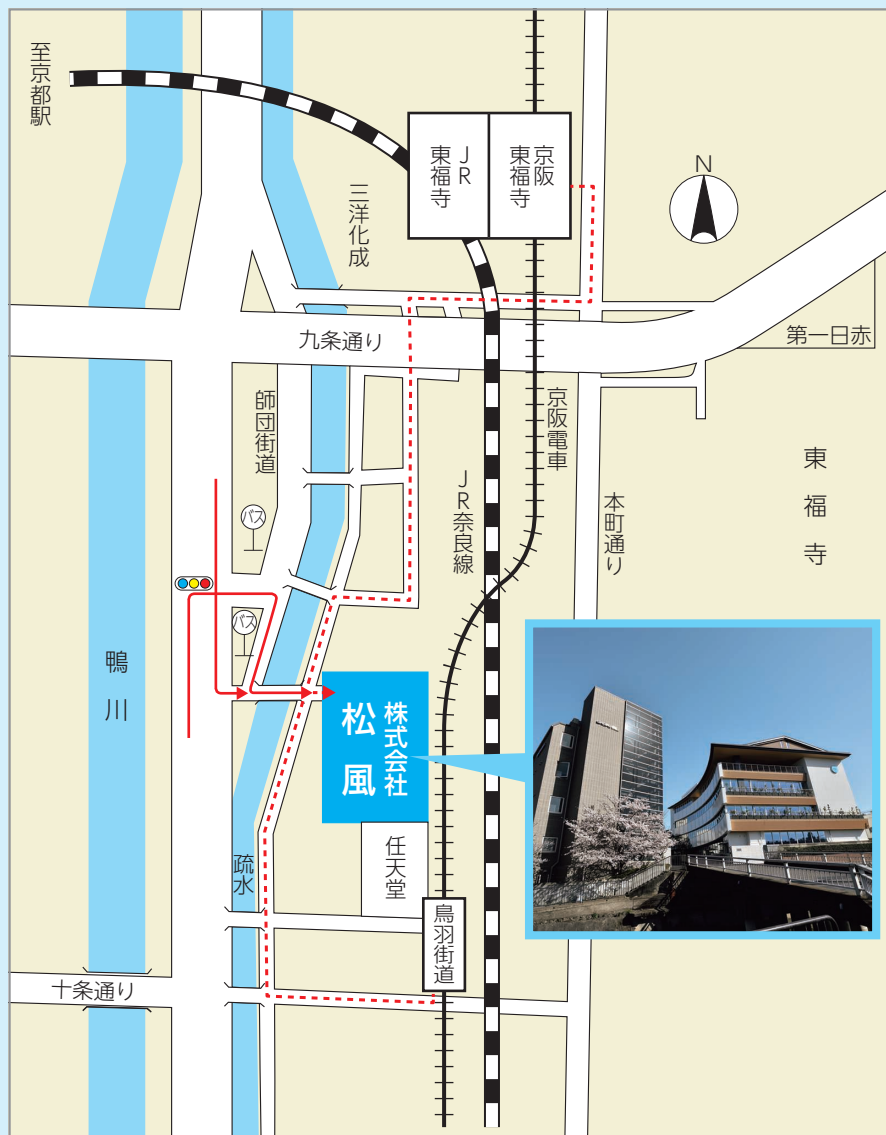 至京都駅
JR
東福寺
京阪
東福寺
N
三洋化成
九条通り
第一日赤
師団街道
京阪電車
バス
JR奈良線
本町通り
東福寺
バス
鴨川
株式会社
松風
疏水
任天堂
鳥羽街道
十条通り